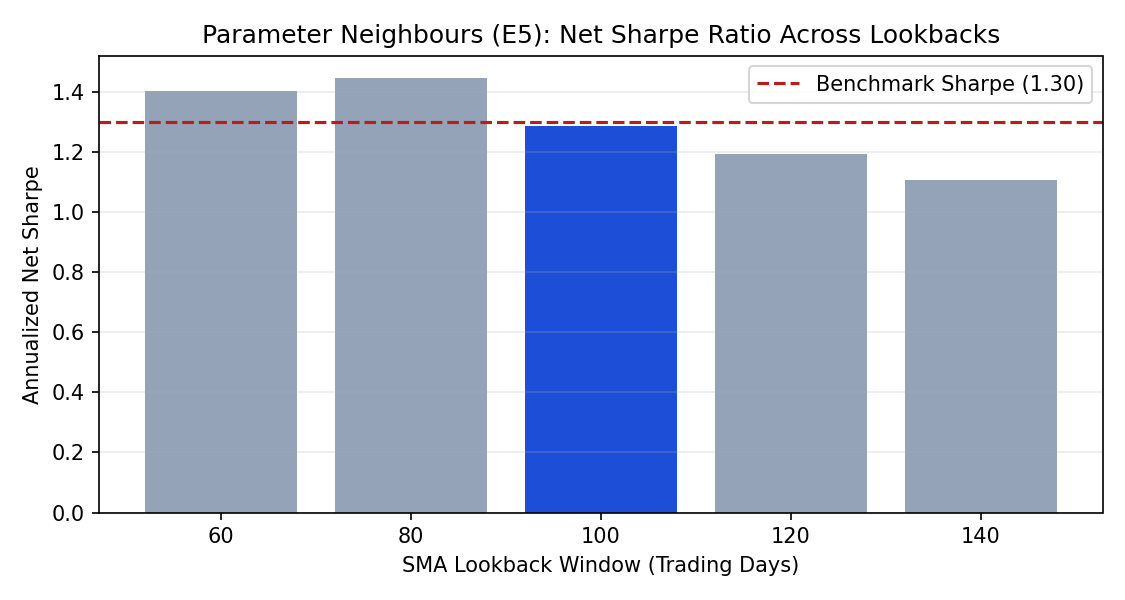 Parameter Neighbours (E5): Net Sharpe Ratio Across Lookbacks
Benchmark Sharpe (1.30)
Annualized Net Sharpe
1.4
1.2
1.0
0.8
0.6
0.4
0.2
0.0
60 80 100 120 140
SMA Lookback Window (Trading Days)